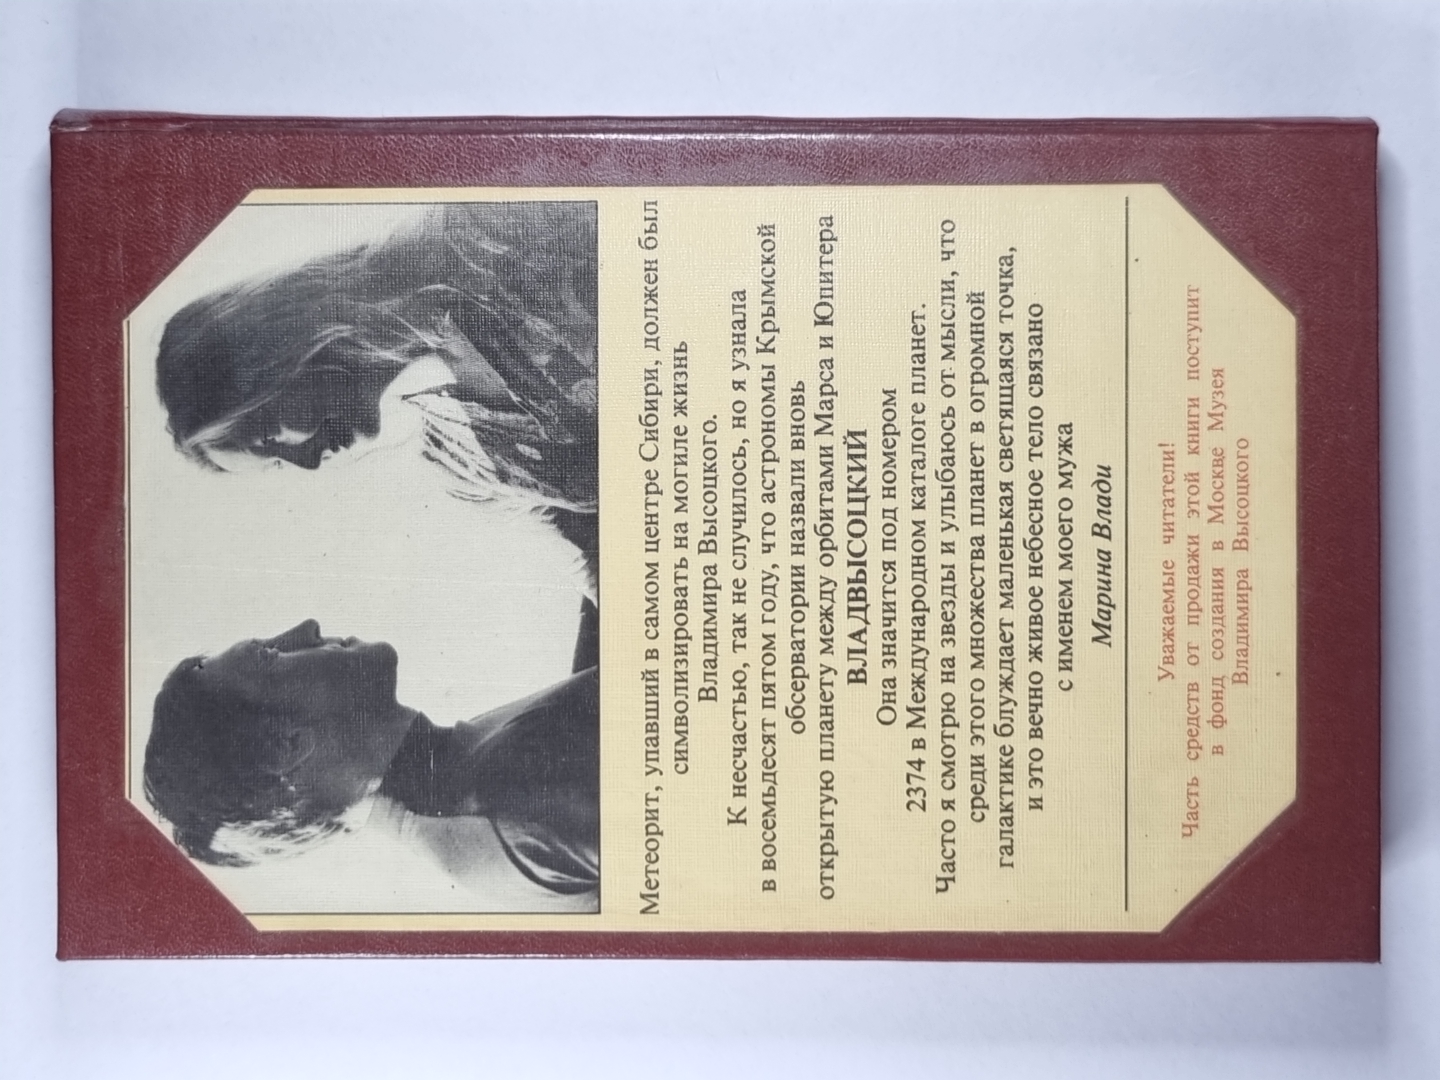 Метеорит, упавший в самом центре Сибири, должен был
символизировать на могиле жизнь
Владимира Высоцкого.
К несчастью, так не случилось, но я узнала
в восемьдесят пятом году, что астрономы Крымской
обсерватории назвали вновь
открытую планету между орбитами Марса и Юпитера
ВЛАДВЫСОЦКИЙ
Она значится под номером
2374 в Международном каталоге планет.
Часто я смотрю на звезды и улыбаюсь от мысли, что
среди этого множества планет в огромной
галактике блуждает маленькая светящаяся точка,
и это вечно живое небесное тело связано
с именем моего мужа
Марина Влади
Уважаемые читатели!
Часть средств от продажи этой книги поступит
в фонд создания в Москве Музея
Владимира Высоцкого